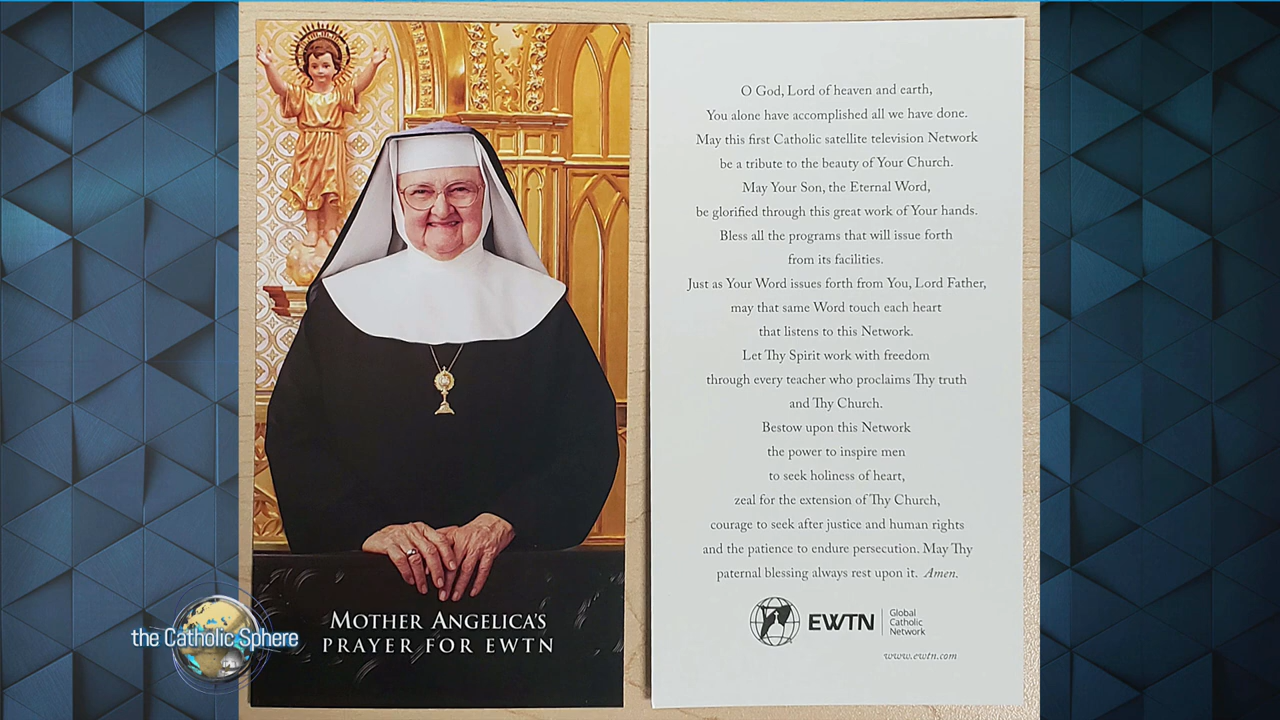 MOTHER ANGELICA'S
PRAYER FOR EWTN
O God, Lord of heaven and earth,
You alone have accomplished all we have done.
May this first Catholic satellite television Network
be a tribute to the beauty of Your Church.
May Your Son, the Eternal Word,
be glorified through this great work of Your hands.
Bless all the programs that will issue forth
from its facilities.
Just as Your Word issues forth from You, Lord Father,
may that same Word touch each heart
that listens to this Network.
Let Thy Spirit work with freedom
through every teacher who proclaims Thy truth
and Thy Church.
Bestow upon this Network
the power to inspire men
to seek holiness of heart,
zeal for the extension of Thy Church,
courage to seek after justice and human rights
and the patience to endure persecution. May Thy
paternal blessing always rest upon it. Amen.
EWTN
Global
Catholic
Network
www.ewtn.com
the Catholic Sphere